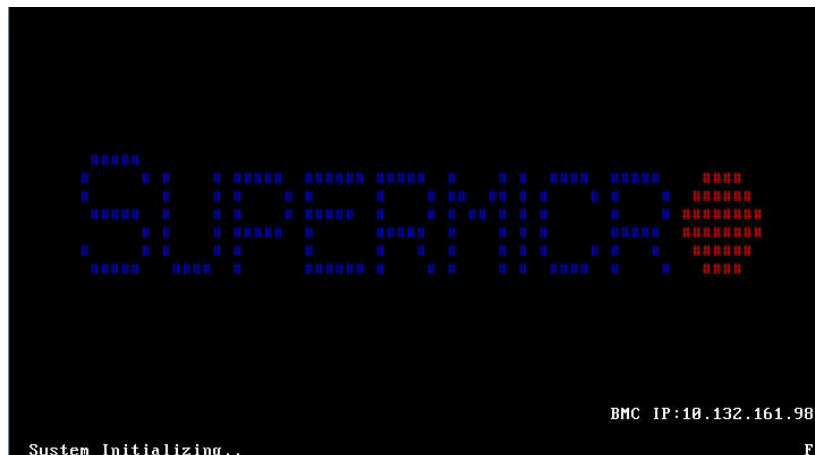 SUPERMICRO
BMC IP:10.132.161.98
System Initializing.. F